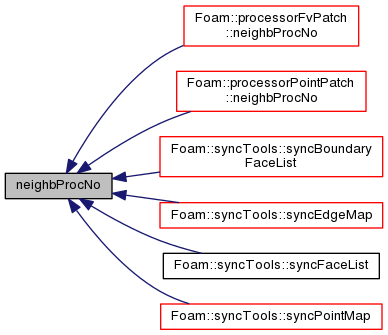 Foam::processorFvPatch
::neighbProcNo
Foam::processorPointPatch
::neighbProcNo
Foam::syncTools::syncBoundary
FaceList
neighbProcNo
Foam::syncTools::syncEdgeMap
Foam::syncTools::syncFaceList
Foam::syncTools::syncPointMap